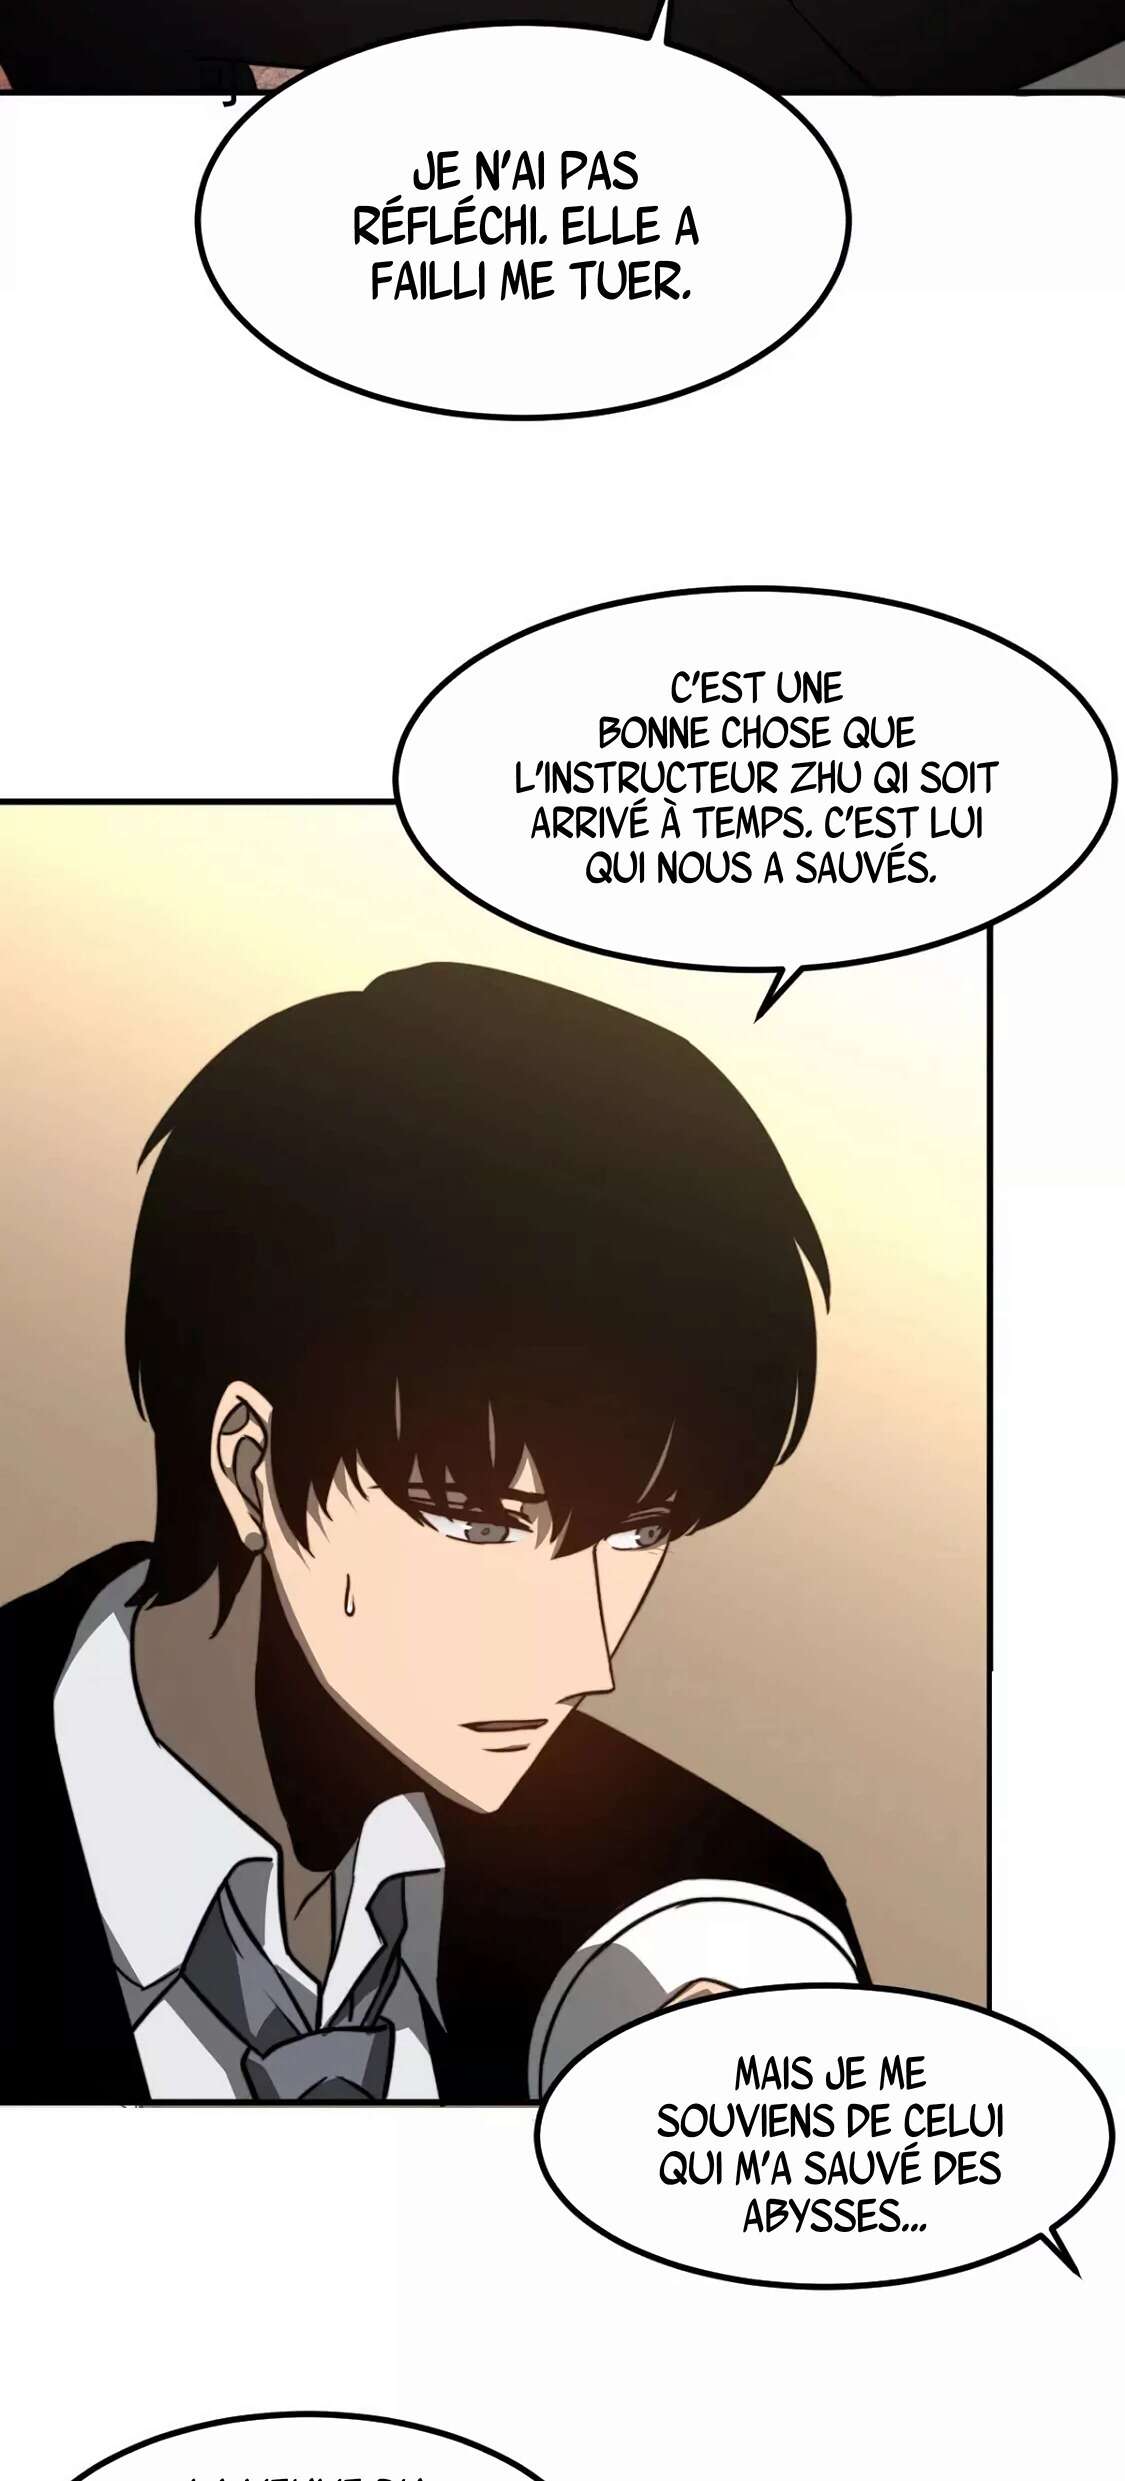 JE N'AI PAS
RÉFLÉCHI. ELLE A
FAILLI ME TUER.
C'EST UNE
BONNE CHOSE QUE
L'INSTRUCTEUR ZHU QI SOIT
ARRIVÉ À TEMPS. C'EST LUI
QUI NOUS A SAUVÉS.
MAIS JE ME
SOUVIENS DE CELUI
QUI M'A SAUVÉ DES
ABYSSES...